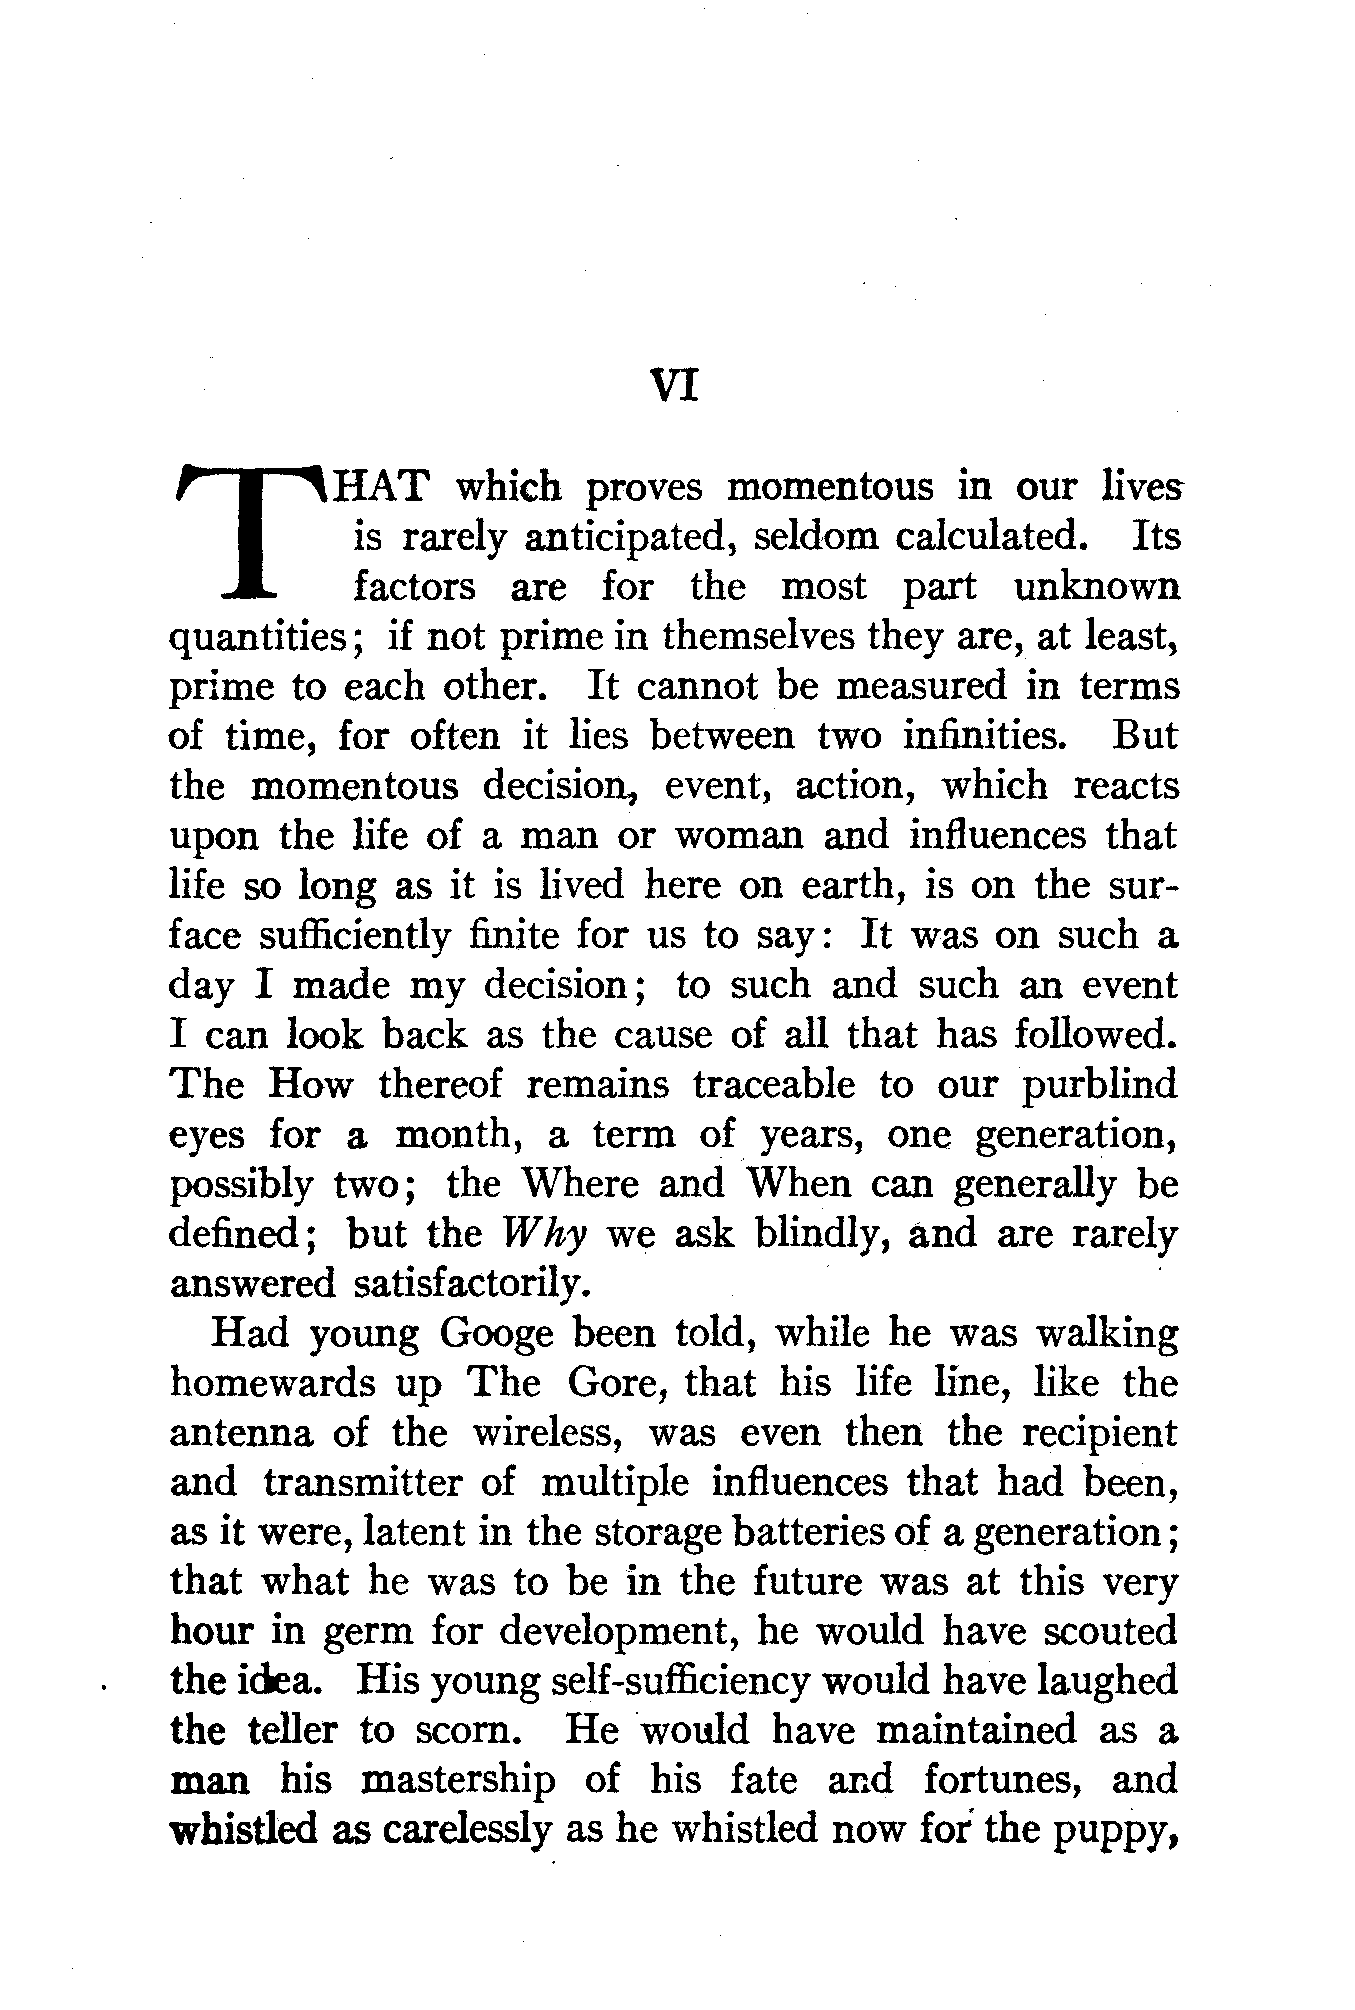 VI
THAT which proves momentous in our lives
is rarely anticipated, seldom calculated. Its
factors are for the most part unknown
quantities; if not prime in themselves they are, at least,
prime to each other. It cannot be measured in terms
of time, for often it lies between two infinities. But
the momentous decision, event, action, which reacts
upon the life of a man or woman and influences that
life so long as it is lived here on earth, is on the sur-
face sufficiently finite for us to say: It was on such a
day I made my decision; to such and such an event
I can look back as the cause of all that has followed.
The How thereof remains traceable to our purblind
eyes for a month, a term of years, one generation,
possibly two; the Where and When can generally be
defined; but the Why we ask blindly, and are rarely
answered satisfactorily.
Had young Googe been told, while he was walking
homewards up The Gore, that his life line, like the
antenna of the wireless, was even then the recipient
and transmitter of multiple influences that had been,
as it were, latent in the storage batteries of a generation;
that what he was to be in the future was at this very
hour in germ for development, he would have scouted
the idea. His young self-sufficiency would have laughed
the teller to scorn. He would have maintained as a
man his mastership of his fate and fortunes, and
whistled as carelessly as he whistled now for the puppy,